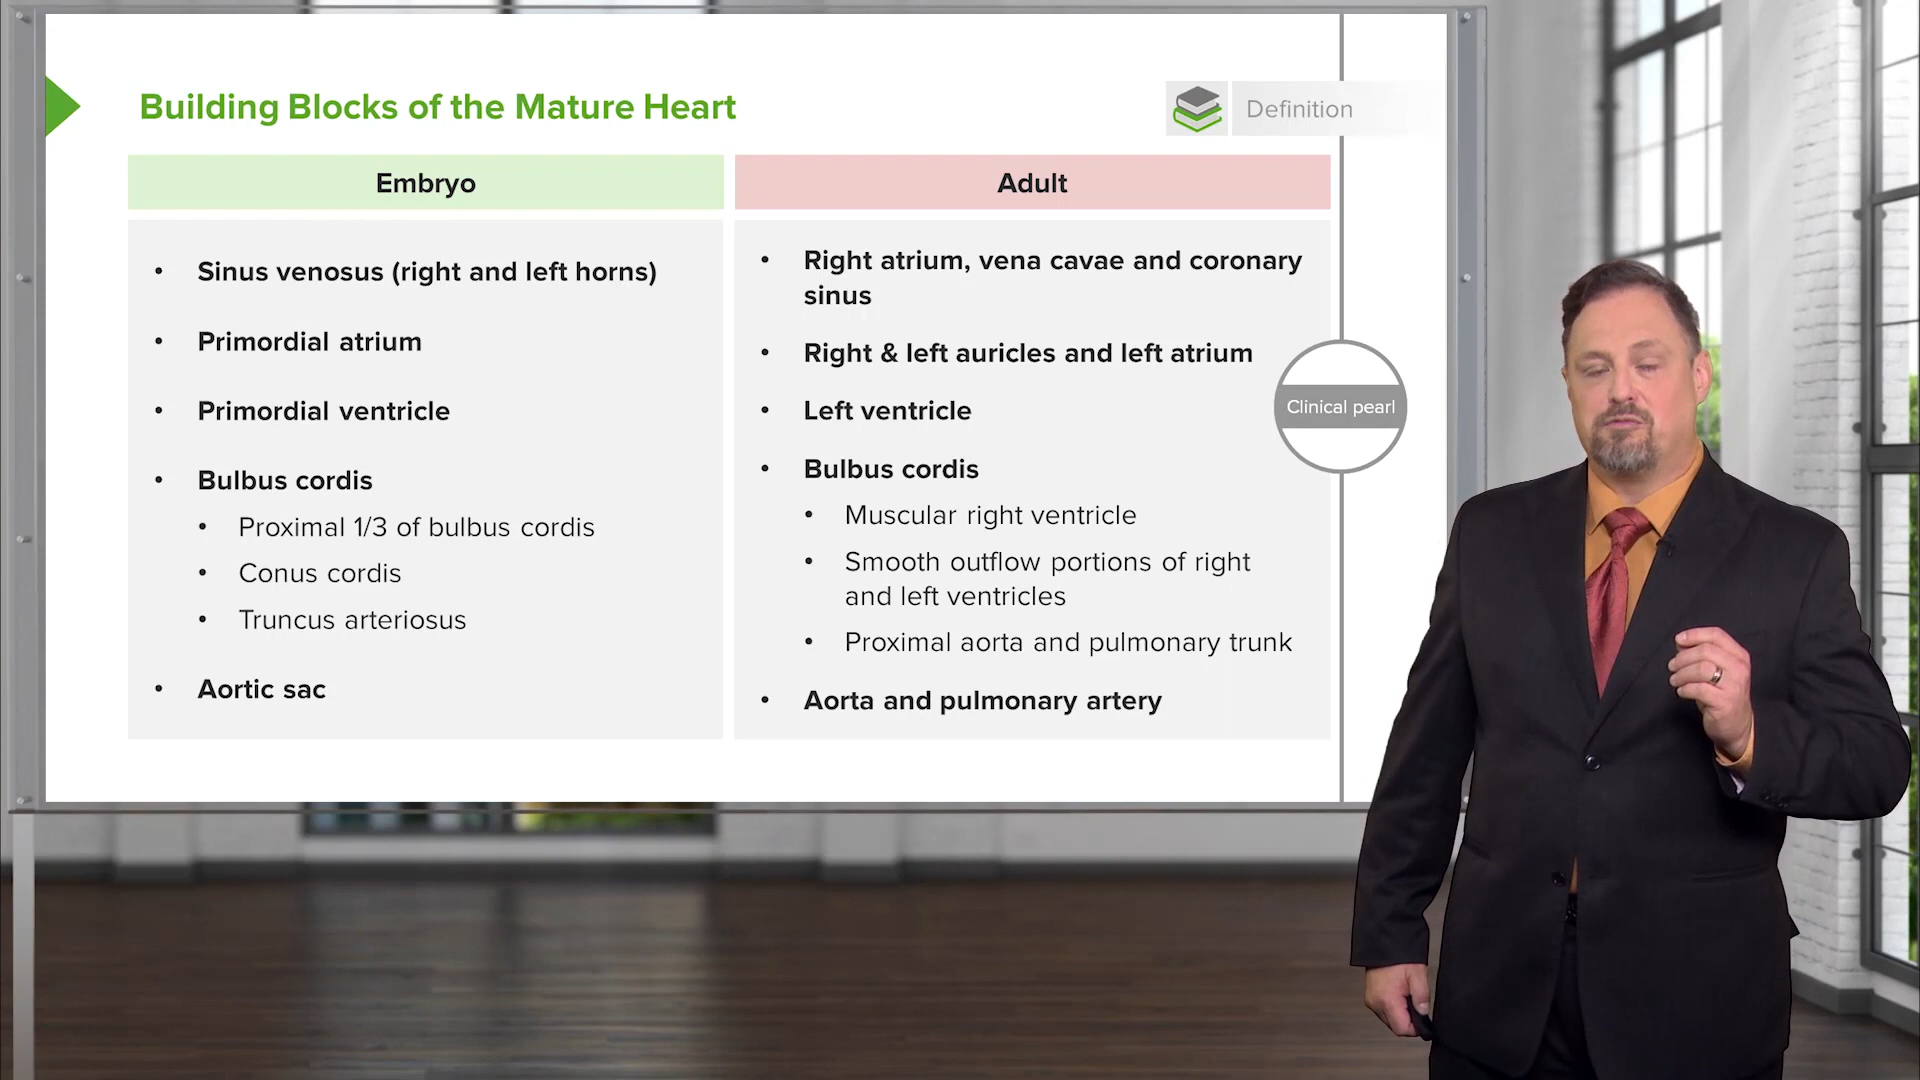 Building Blocks of the Mature Heart
Definition
Embryo
Adult
• Sinus venosus (right and left horns)
• Primordial atrium
• Primordial ventricle
• Bulbus cordis
• Proximal 1/3 of bulbus cordis
• Conus cordis
• Truncus arteriosus
• Aortic sac
• Right atrium, vena cavae and coronary
sinus
• Right & left auricles and left atrium
• Left ventricle
• Bulbus cordis
• Muscular right ventricle
• Smooth outflow portions of right
and left ventricles
• Proximal aorta and pulmonary trunk
• Aorta and pulmonary artery
Clinical pearl